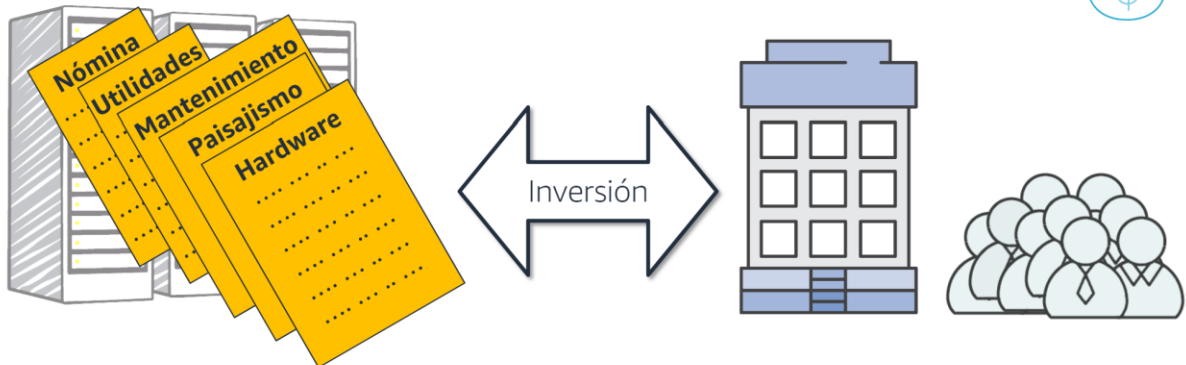 Nómina
Utilidades
Mantenimiento
Paisajismo
Hardware
Inversión